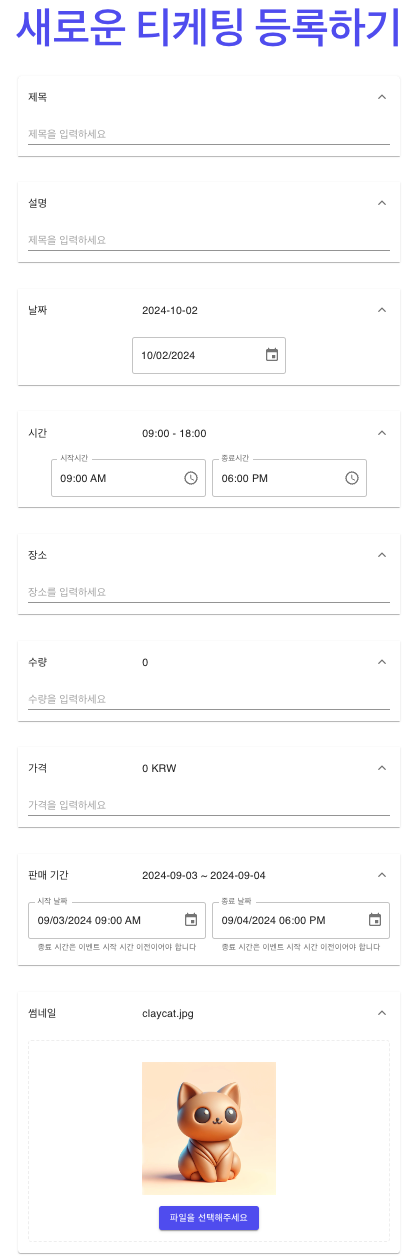 새로운 티케팅 등록하기
제목
제목을 입력하세요
설명
제목을 입력하세요
날짜 2024-10-02
10/02/2024
시간 09:00 - 18:00
시작시간 종료시간
09:00 AM 06:00 PM
장소
장소를 입력하세요
수량 0
수량을 입력하세요
가격 0 KRW
가격을 입력하세요
판매 기간 2024-09-03 ~ 2024-09-04
시작 날짜 종료 날짜
09/03/2024 09:00 AM 09/04/2024 06:00 PM
종료 시간은 이벤트 시작 시간 이전이여야 합니다 종료 시간은 이벤트 시작 시간 이전이여야 합니다
썸네일 claycat.jpg
파일을 선택해주세요